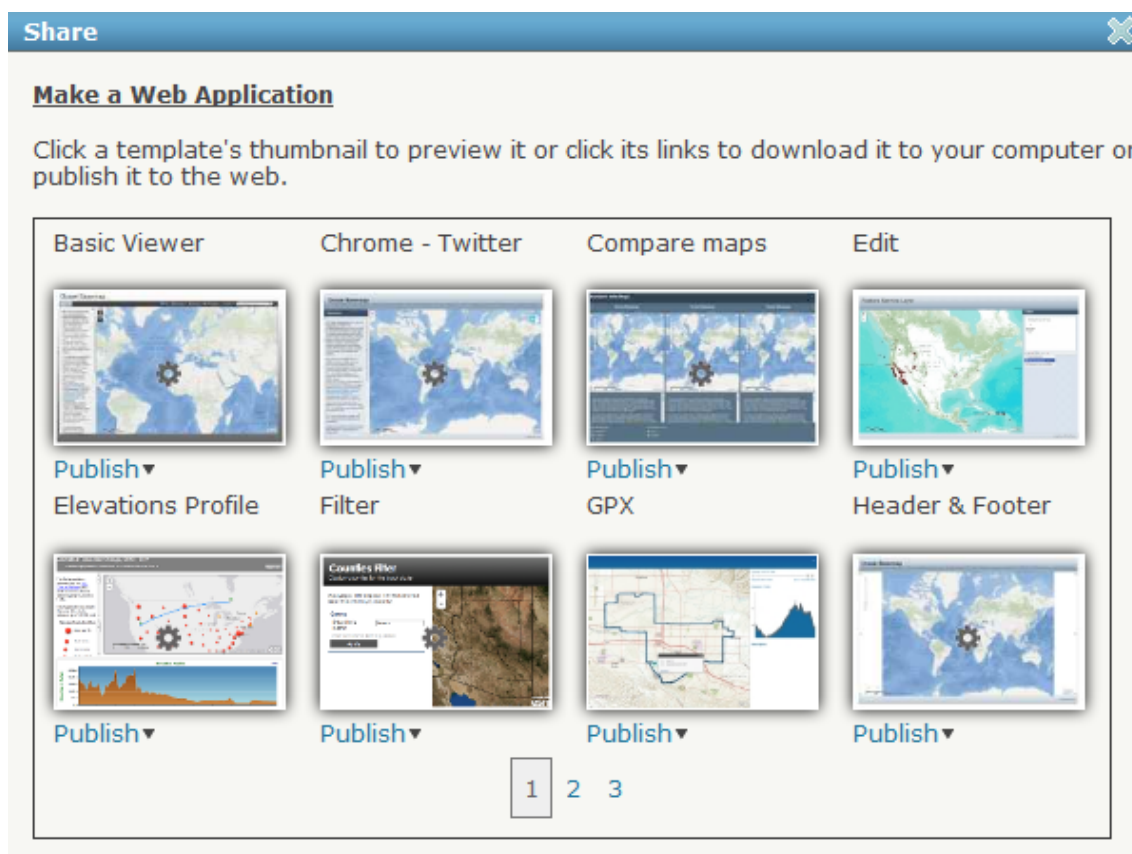 Share
Make a Web Application
Click a template's thumbnail to preview it or click its links to download it to your computer or
publish it to the web.
Basic Viewer Chrome - Twitter Compare maps Edit
Publish▾ Publish▾ Publish▾ Publish▾
Elevations Profile Filter GPX Header & Footer
Counties Filter
Publish▾ Publish▾ Publish▾ Publish▾
1 2 3